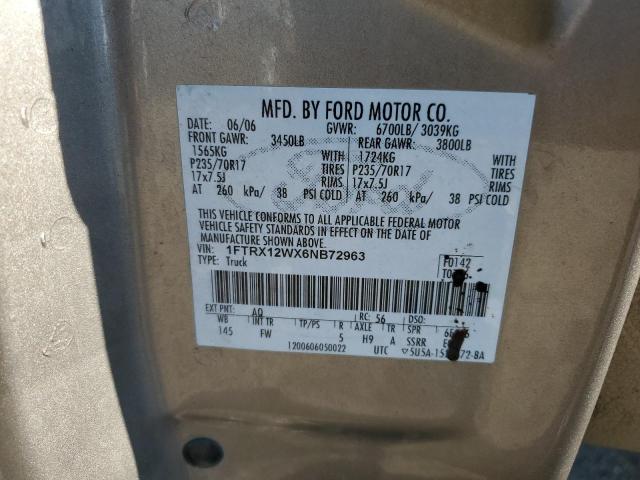 MFD. BY FORD MOTOR CO.
DATE: 06/06 GVWR: 6700LB/ 3039KG
FRONT GAWR: 3450LB REAR GAWR: 3800LB
1565KG WITH 1724KG WITH
P235/70R17 TIRES P235/70R17 TIRES
17x7.5J RIMS 17x7.5J RIMS
AT 260 kPa/ 38 PSI COLD AT 260 kPa/ 38 PSI COLD
THIS VEHICLE CONFORMS TO ALL APPLICABLE FEDERAL MOTOR
VEHICLE SAFETY STANDARDS IN EFFECT ON THE DATE OF
MANUFACTURE SHOWN ABOVE.
VIN: 1FTRX12WX6NB72963 F0142
TYPE: Truck
EXT PNT: AQ RC: 56 DSO:
WB INT TR TP/PS R AXLE TR SPR
145 FW 5 H9 A SSRR
1200606050022 UTC